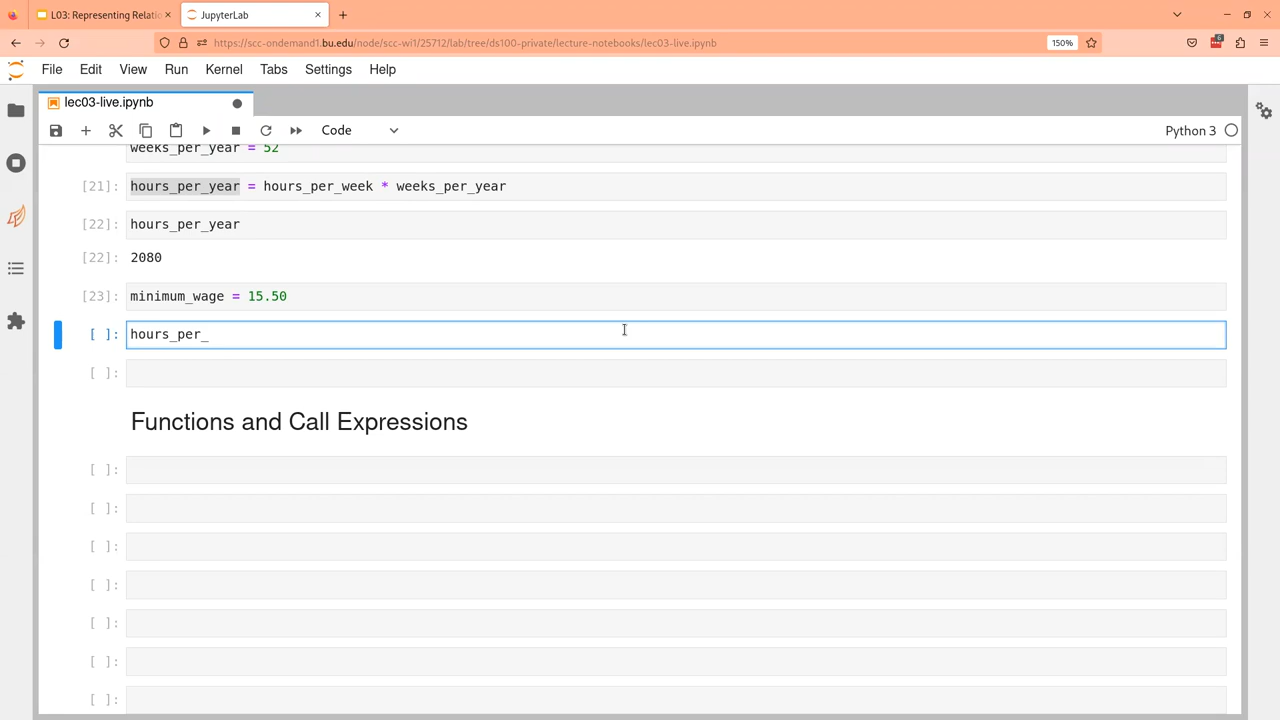 L03: Representing Relatio
JupyterLab
https://scc-ondemand1.bu.edu/node/scc-wi1/25712/lab/tree/ds100-private/lecture-notebooks/lec03-live.ipynb
150%
6
File Edit View Run Kernel Tabs Settings Help
lec03-live.ipynb
Code
Python 3
weeks_per_year = 52
[21]: hours_per_year = hours_per_week * weeks_per_year
[22]: hours_per_year
[22]: 2080
[23]: minimum_wage = 15.50
[ ]: hours_per_
[ ]:
Functions and Call Expressions
[ ]:
[ ]:
[ ]:
[ ]:
[ ]:
[ ]:
[ ]: